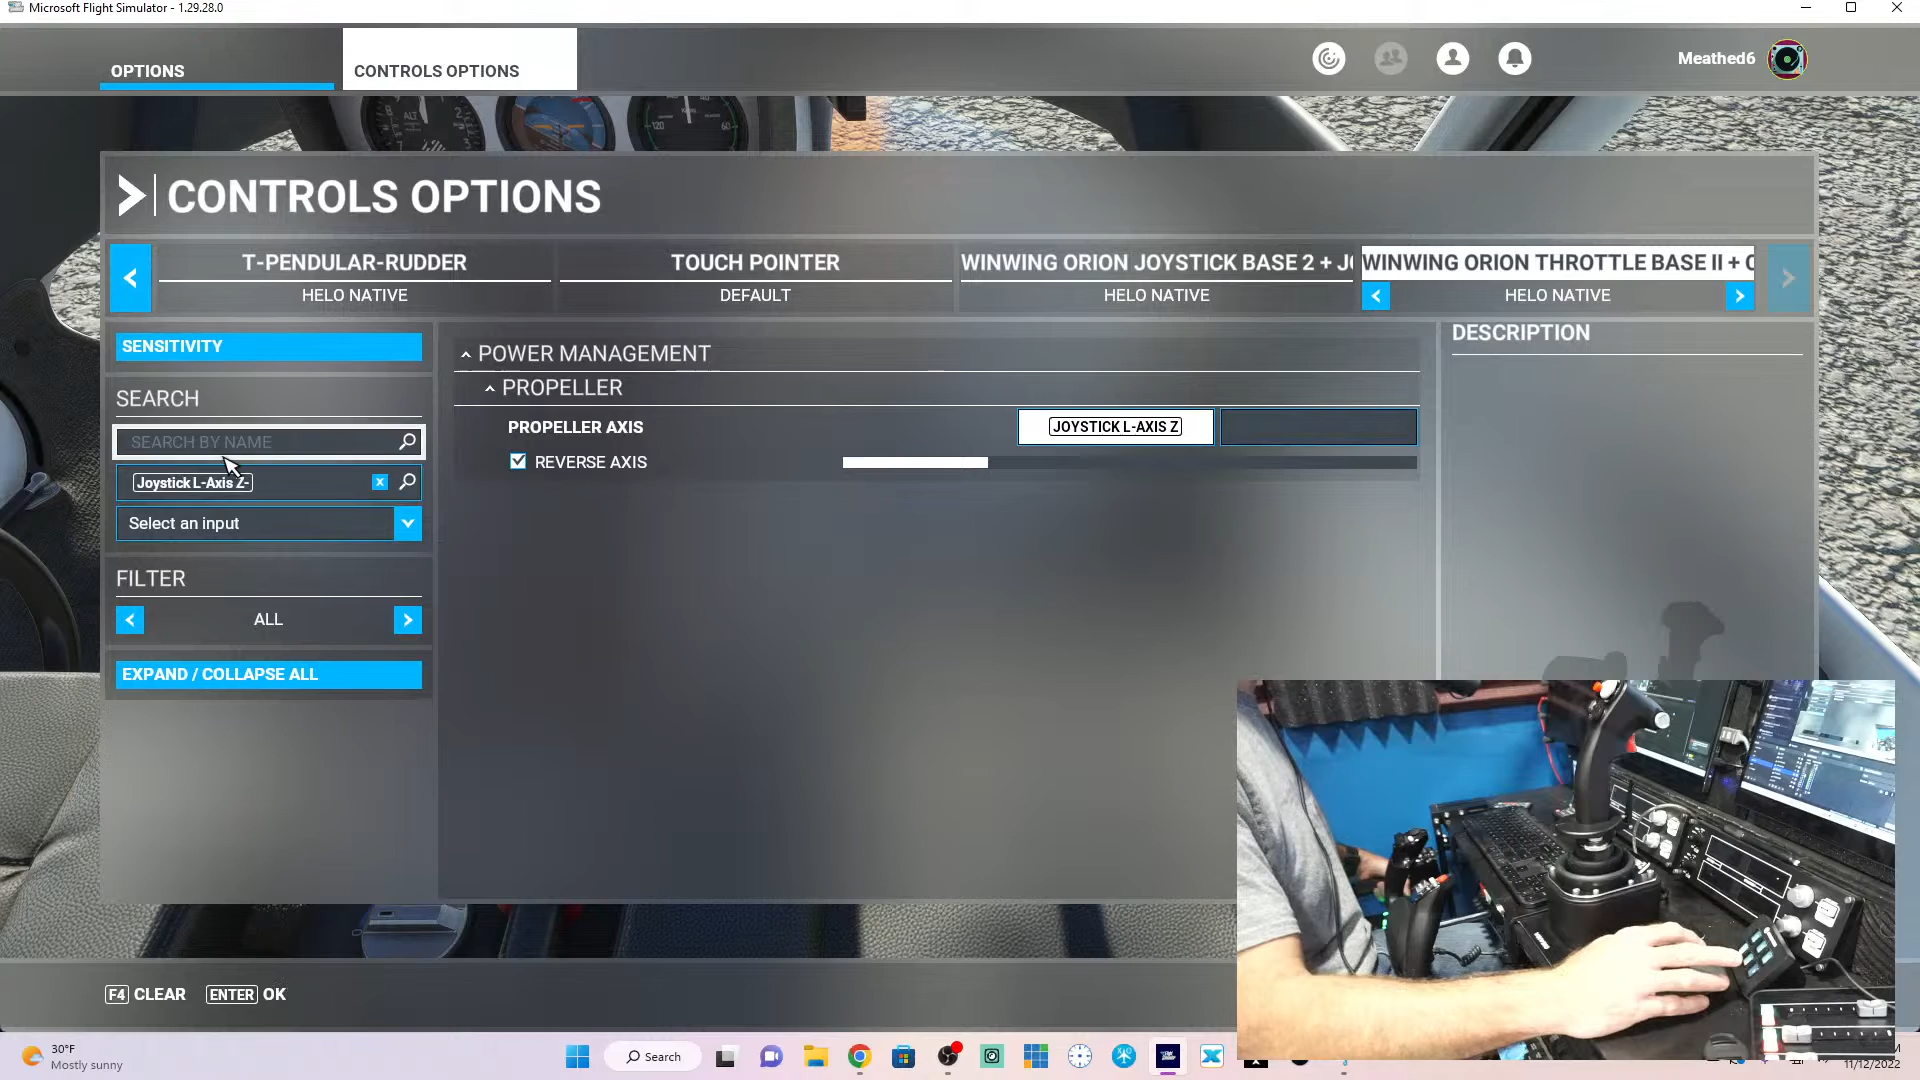 Microsoft Flight Simulator - 1.29.28.0
OPTIONS
CONTROLS OPTIONS
Meathed6
ALT
120
60
CONTROLS OPTIONS
T-PENDULAR-RUDDER
HELO NATIVE
TOUCH POINTER
DEFAULT
WINWING ORION JOYSTICK BASE 2 + J
HELO NATIVE
WINWING ORION THROTTLE BASE II + C
HELO NATIVE
SENSITIVITY
SEARCH
SEARCH BY NAME
Joystick L-Axis Z-
Select an input
FILTER
ALL
EXPAND / COLLAPSE ALL
POWER MANAGEMENT
PROPELLER
PROPELLER AXIS
JOYSTICK L-AXIS Z
REVERSE AXIS
DESCRIPTION
F4 CLEAR
ENTER OK
30°F
Mostly sunny
Search
11/12/2022